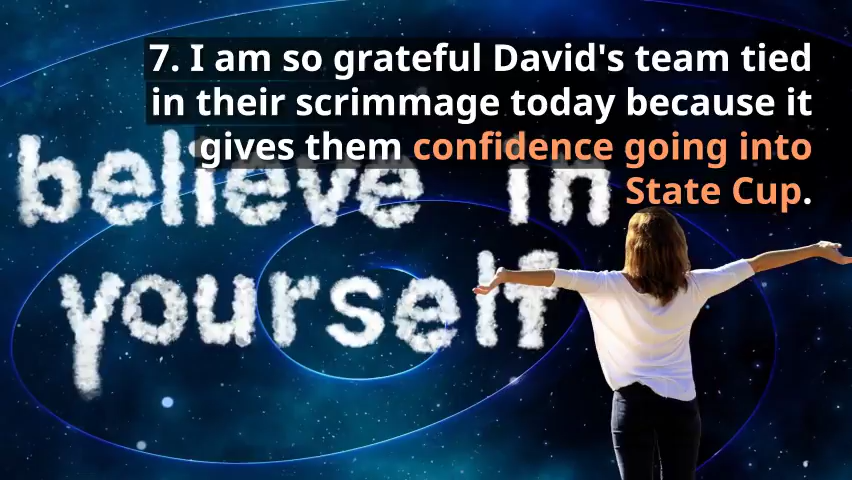 7. I am so grateful David's team tied
in their scrimmage today because it
gives them confidence going into
State Cup.
believe in
yourself